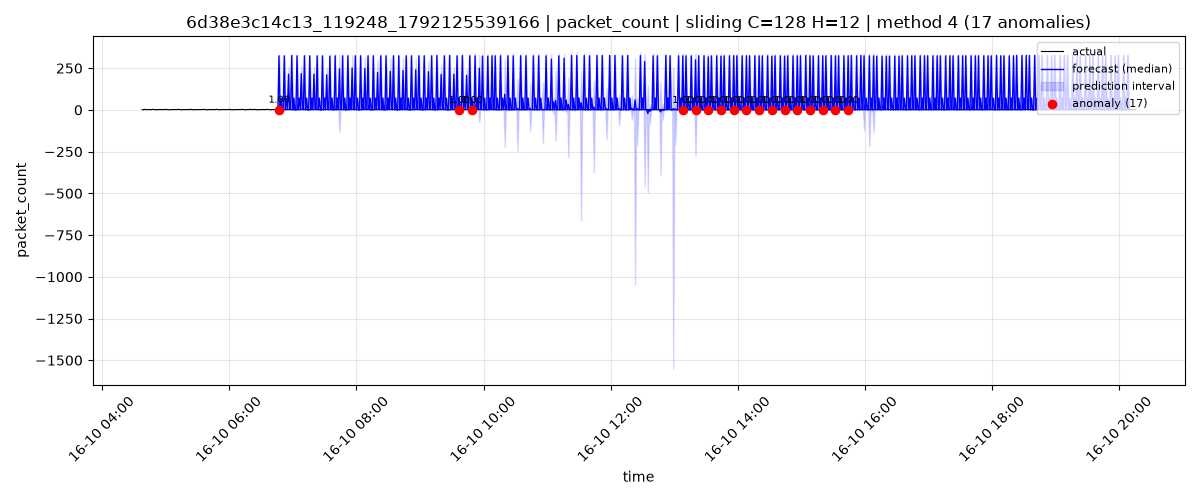 6d38e3c14c13_119248_1792125539166 | packet_count | sliding C=128 H=12 | method 4 (17 anomalies)
actual
forecast (median)
prediction interval
anomaly (17)
250
0
−250
−500
−750
−1000
−1250
−1500
packet_count
16-10 04:00
16-10 06:00
16-10 08:00
16-10 10:00
16-10 12:00
16-10 14:00
16-10 16:00
16-10 18:00
16-10 20:00
time